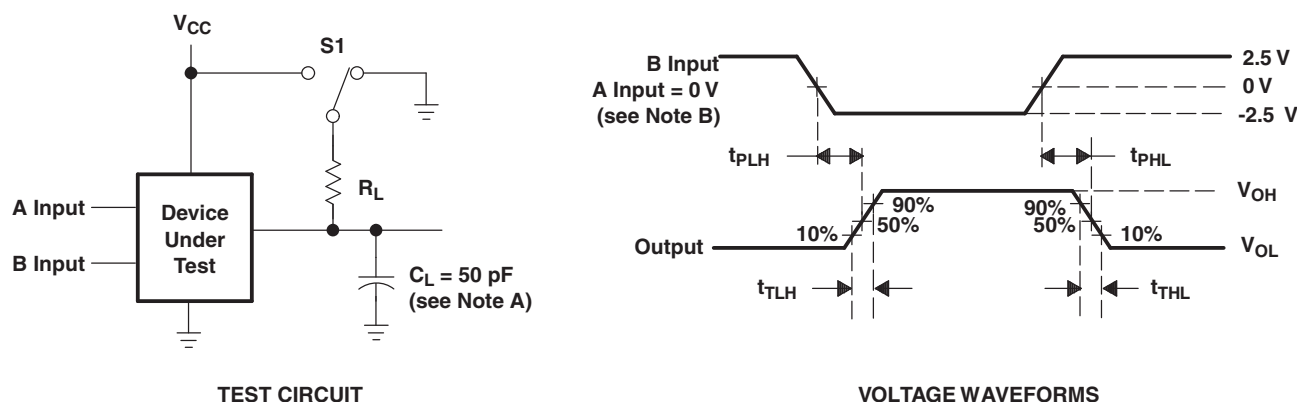 VCC
S1
RL
A Input
B Input
Device
Under
Test
CL = 50 pF
(see Note A)
TEST CIRCUIT
B Input
A Input = 0 V
(see Note B)
2.5 V
0 V
-2.5 V
tPLH
tPHL
VOH
90%
50%
10%
90%
50%
10%
Output
VOL
tTLH
tTHL
VOLTAGE WAVEFORMS